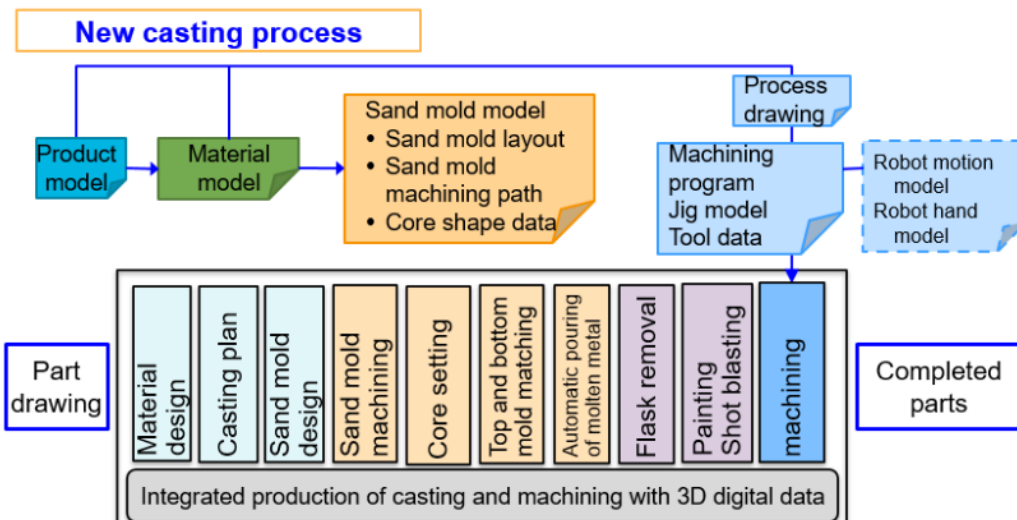 New casting process
Process
drawing
Product
model
Material
model
Sand mold model
• Sand mold layout
• Sand mold
machining path
• Core shape data
Machining
program
Jig model
Tool data
Robot motion
model
Robot hand
model
Part
drawing
Material
design
Casting plan
Sand mold
design
Sand mold
machining
Core setting
Top and bottom
mold matching
Automatic pouring
of molten metal
Flask removal
Painting
Shot blasting
machining
Completed
parts
Integrated production of casting and machining with 3D digital data